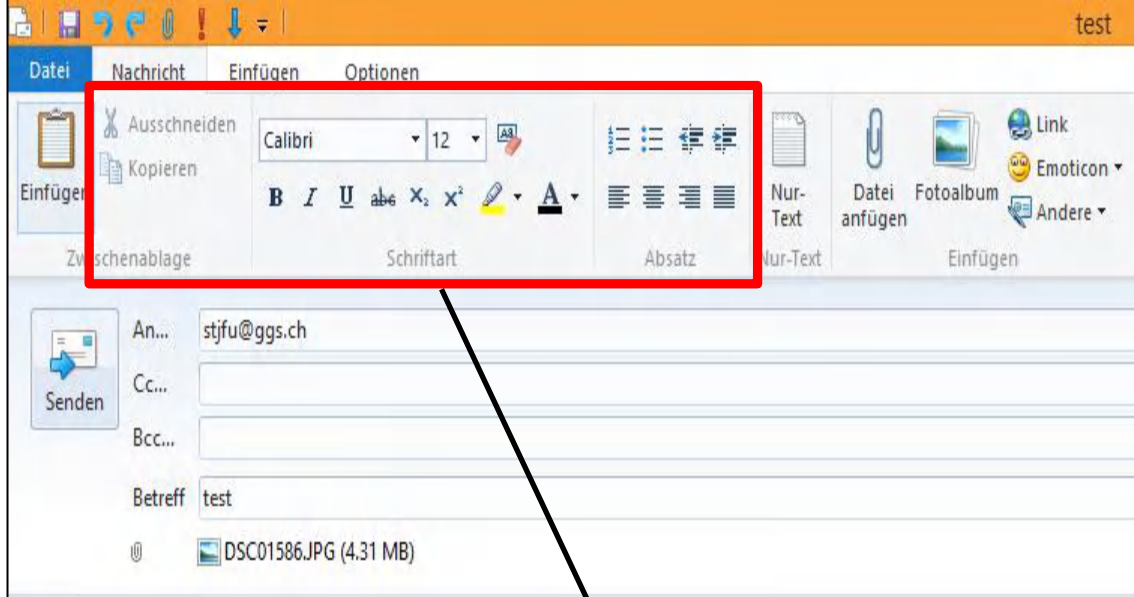 test
Datei Nachricht Einfügen Optionen
Ausschneiden
Kopieren
Einfügen
Zwischenablage
Calibri 12
B I U abc X₂ X² A
Schriftart
Absatz
Nur-
Text
Nur-Text
Datei
anfügen
Fotoalbum
Link
Emoticon
Andere
Einfügen
Senden
An... stjfu@ggs.ch
Cc...
Bcc...
Betreff test
DSC01586.JPG (4.31 MB)